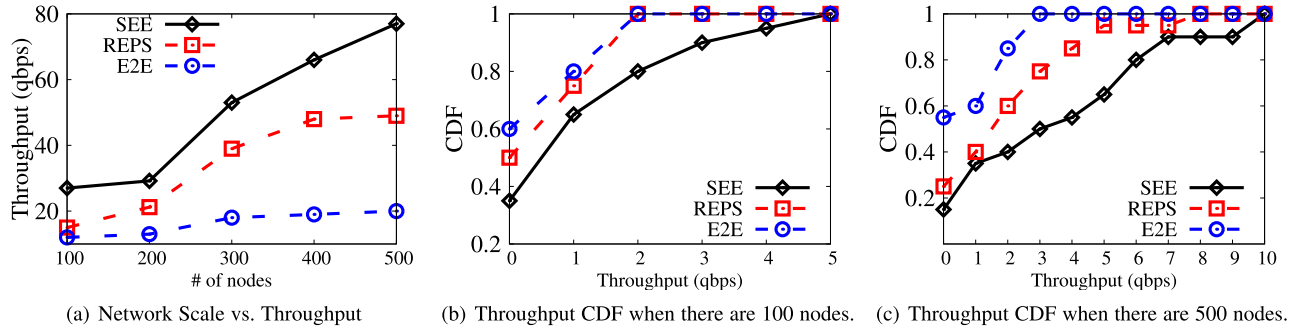 80
60
40
20
100
200
300
400
500
Throughput (qbps)
# of nodes
SEE
REPS
E2E
(a) Network Scale vs. Throughput
1
0.8
0.6
0.4
0.2
0
1
2
3
4
5
CDF
Throughput (qbps)
SEE
REPS
E2E
(b) Throughput CDF when there are 100 nodes.
1
0.8
0.6
0.4
0.2
0
1
2
3
4
5
6
7
8
9
10
CDF
Throughput (qbps)
SEE
REPS
E2E
(c) Throughput CDF when there are 500 nodes.